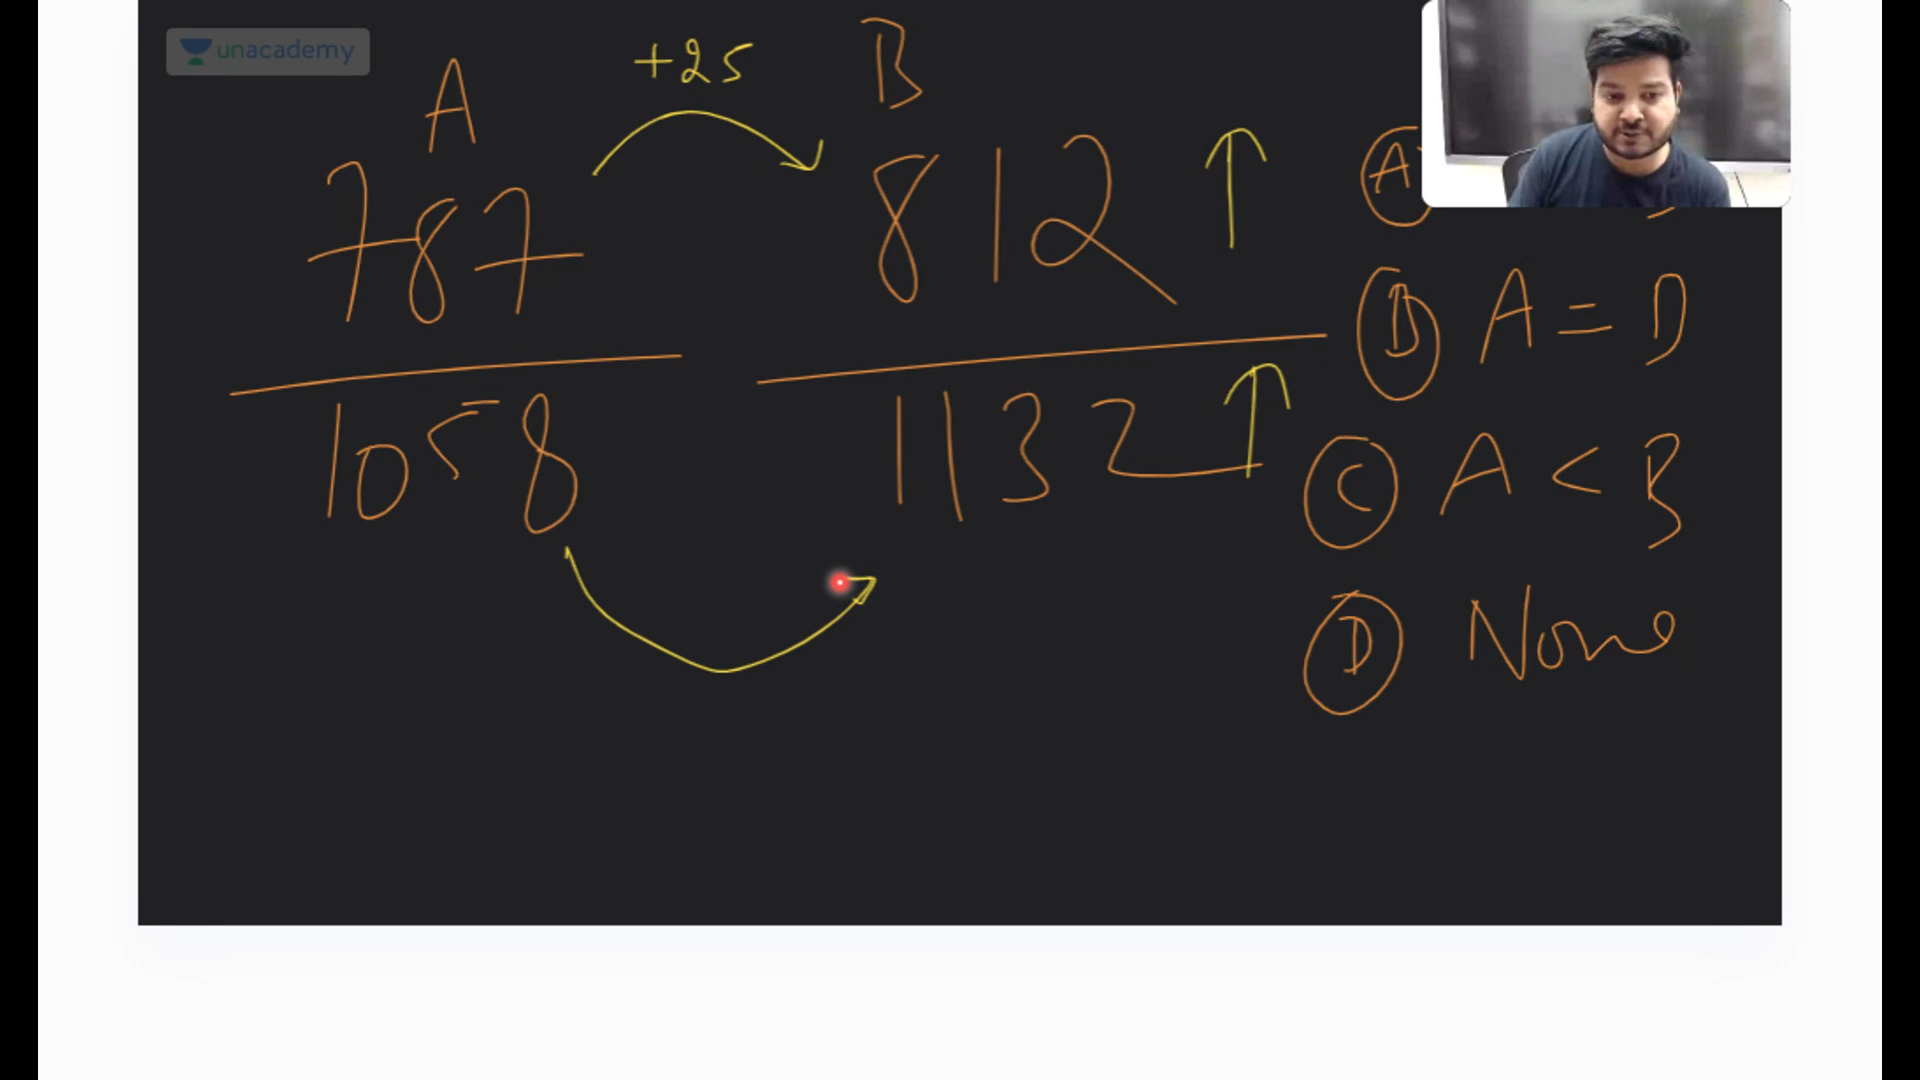 unacademy
A +25 B
787 812 ↑ (A)
1058 1132 ↑
(B) A = D
(C) A < B
(D) None